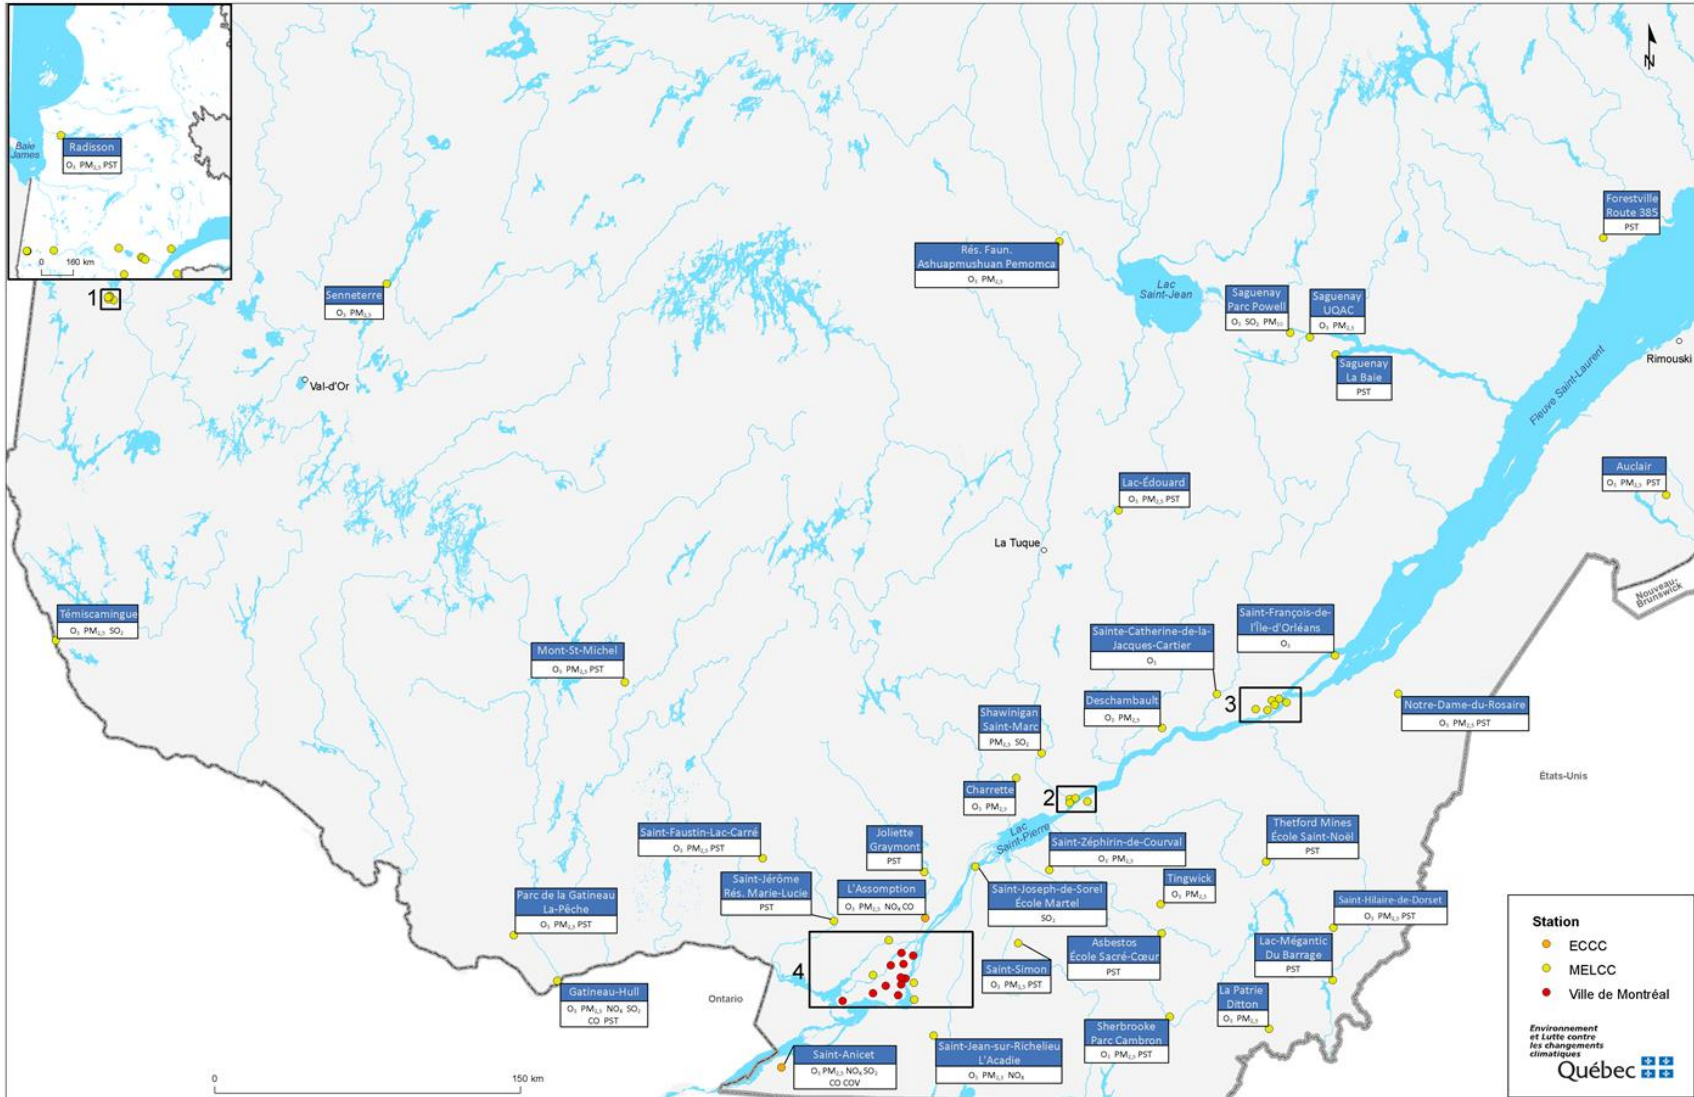 N
Baie
James
Radisson
O₃ PM₂,₅ PST
0 160 km
1
Senneterre
O₃ PM₂,₅
Val-d'Or
Rés. Faun.
Ashuapmushuan Pemomca
O₃ PM₂,₅
Lac
Saint-Jean
Saguenay
Parc Powell
O₃ SO₂ PM₁₀
Saguenay
UQAC
O₃ PM₂,₅
Saguenay
La Baie
PST
Forestville
Route 385
PST
Rimouski
Fleuve Saint-Laurent
Auclair
O₃ PM₂,₅ PST
Lac-Édouard
O₃ PM₂,₅ PST
La Tuque
Nouveau-
Brunswick
Témiscamingue
O₃ PM₂,₅ SO₂
Mont-St-Michel
O₃ PM₂,₅ PST
Sainte-Catherine-de-la-
Jacques-Cartier
O₃
Saint-François-de-
l'Île-d'Orléans
O₃
3
Deschambault
O₃ PM₂,₅
Notre-Dame-du-Rosaire
O₃ PM₂,₅ PST
Shawinigan
Saint-Marc
PM₂,₅ SO₂
Charrette
O₃ PM₂,₅
2
États-Unis
Lac
Saint-Pierre
Saint-Faustin-Lac-Carré
O₃ PM₂,₅ PST
Joliette
Graymont
PST
Saint-Zéphirin-de-Courval
O₃ PM₂,₅
Thetford Mines
École Saint-Noël
PST
Saint-Jérôme
Rés. Marie-Lucie
PST
L'Assomption
O₃ PM₂,₅ NOₓ CO
Saint-Joseph-de-Sorel
École Martel
SO₂
Tingwick
O₃ PM₂,₅
Saint-Hilaire-de-Dorset
O₃ PM₂,₅ PST
Parc de la Gatineau
La-Pêche
O₃ PM₂,₅ PST
4
Saint-Simon
O₃ PM₂,₅ PST
Asbestos
École Sacré-Cœur
PST
Lac-Mégantic
Du Barrage
PST
Gatineau-Hull
O₃ PM₂,₅ NOₓ SO₂
CO PST
Ontario
La Patrie
Ditton
O₃ PM₂,₅
Sherbrooke
Parc Cambron
O₃ PM₂,₅ PST
Saint-Anicet
O₃ PM₂,₅ NOₓ SO₂
CO COV
Saint-Jean-sur-Richelieu
L'Acadie
O₃ PM₂,₅ NOₓ
0 150 km
Station
ECCC
MELCC
Ville de Montréal
Environnement
et Lutte contre
les changements
climatiques
Québec